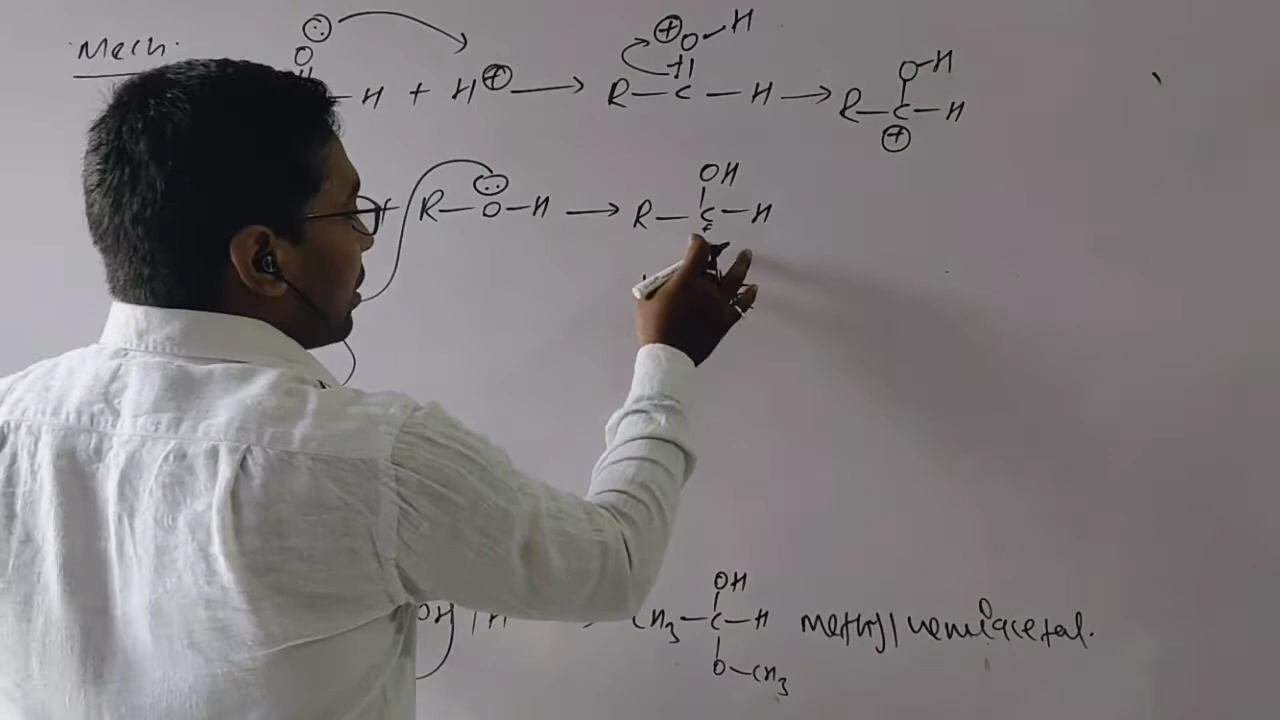 Mech.
O ⊕ O-H O-H
-H + H⊕ → R-C-H → R-C-H
⊕
OH
+ R-O-H → R-C-H
OH
OH / H → CH3-C-H methyl hemiacetal.
O-CH3